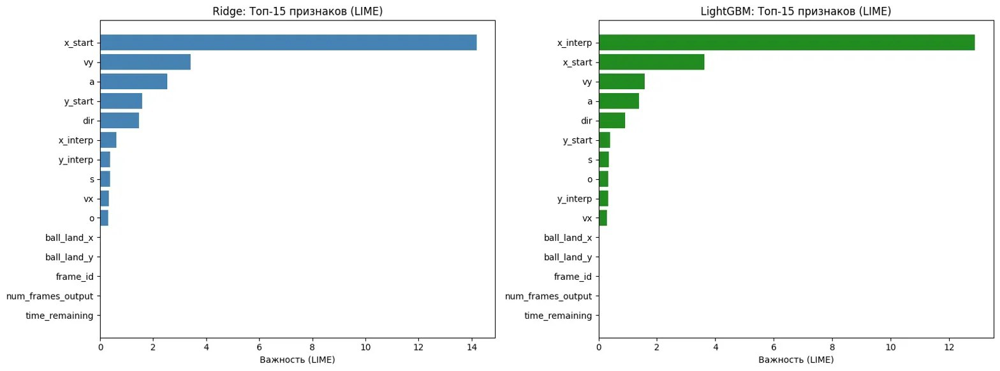 Ridge: Топ-15 признаков (LIME)
x_start
vy
a
y_start
dir
x_interp
y_interp
s
vx
o
ball_land_x
ball_land_y
frame_id
num_frames_output
time_remaining
0 2 4 6 8 10 12 14
Важность (LIME)
LightGBM: Топ-15 признаков (LIME)
x_interp
x_start
vy
a
dir
y_start
s
o
y_interp
vx
ball_land_x
ball_land_y
frame_id
num_frames_output
time_remaining
0 2 4 6 8 10 12
Важность (LIME)